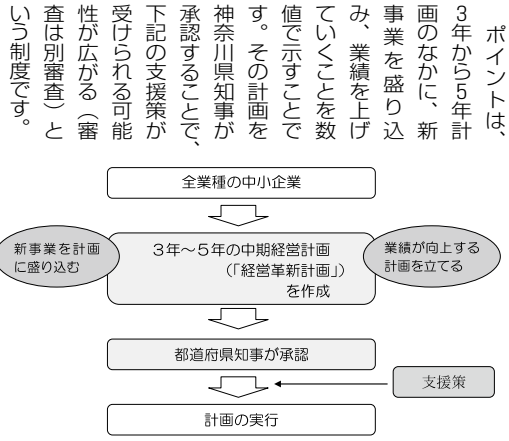 ポイントは、
３年から５年計
画のなかに、新
事業を盛り込
み、業績を上げ
ていくことを数
値で示すことで
す。その計画を
神奈川県知事が
承認することで、
下記の支援策が
受けられる可能
性が広がる（審
査は別審査）と
いう制度です。
全業種の中小企業
新事業を計画
に盛り込む
３年～５年の中期経営計画
（「経営革新計画」）
を作成
業績が向上する
計画を立てる
都道府県知事が承認
支援策
計画の実行